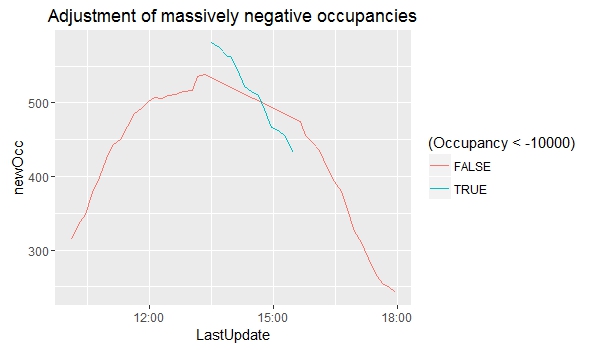 Adjustment of massively negative occupancies
newOcc
500
400
300
12:00
15:00
18:00
LastUpdate
(Occupancy < -10000)
FALSE
TRUE